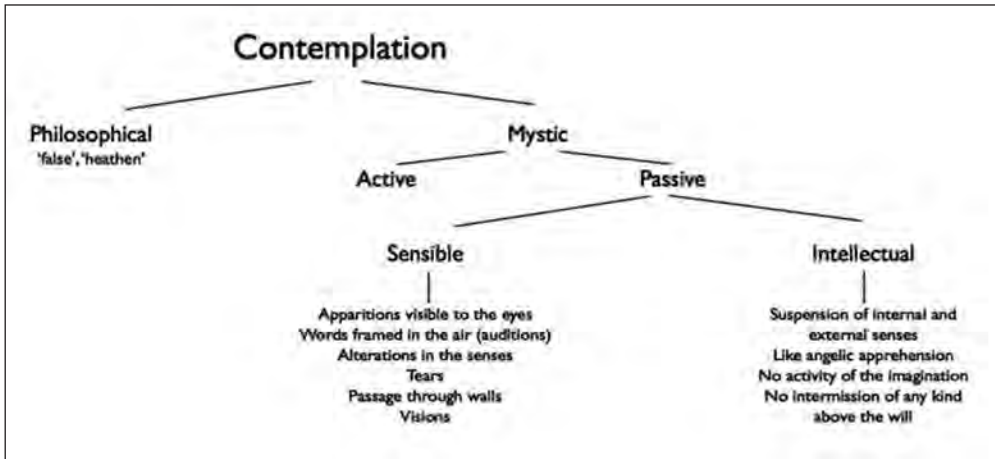 Contemplation
Philosophical
'false', 'heathen'
Mystic
Active
Passive
Sensible
Intellectual
Apparitions visible to the eyes
Words framed in the air (auditions)
Alterations in the senses
Tears
Passage through walls
Visions
Suspension of internal and
external senses
Like angelic apprehension
No activity of the imagination
No intermission of any kind
above the will